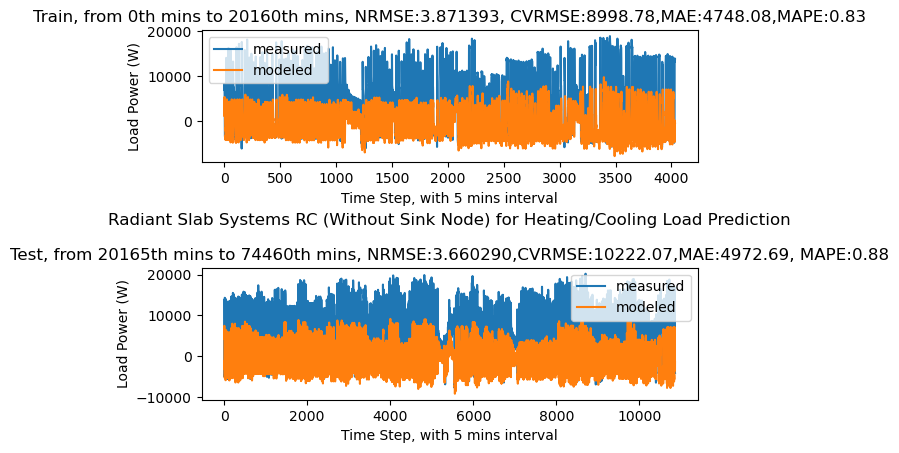 Train, from 0th mins to 20160th mins, NRMSE:3.871393, CVRMSE:8998.78,MAE:4748.08,MAPE:0.83
20000
10000
0
Load Power (W)
measured
modeled
0 500 1000 1500 2000 2500 3000 3500 4000
Time Step, with 5 mins interval
Radiant Slab Systems RC (Without Sink Node) for Heating/Cooling Load Prediction
Test, from 20165th mins to 74460th mins, NRMSE:3.660290,CVRMSE:10222.07,MAE:4972.69, MAPE:0.88
20000
10000
0
−10000
Load Power (W)
measured
modeled
0 2000 4000 6000 8000 10000
Time Step, with 5 mins interval